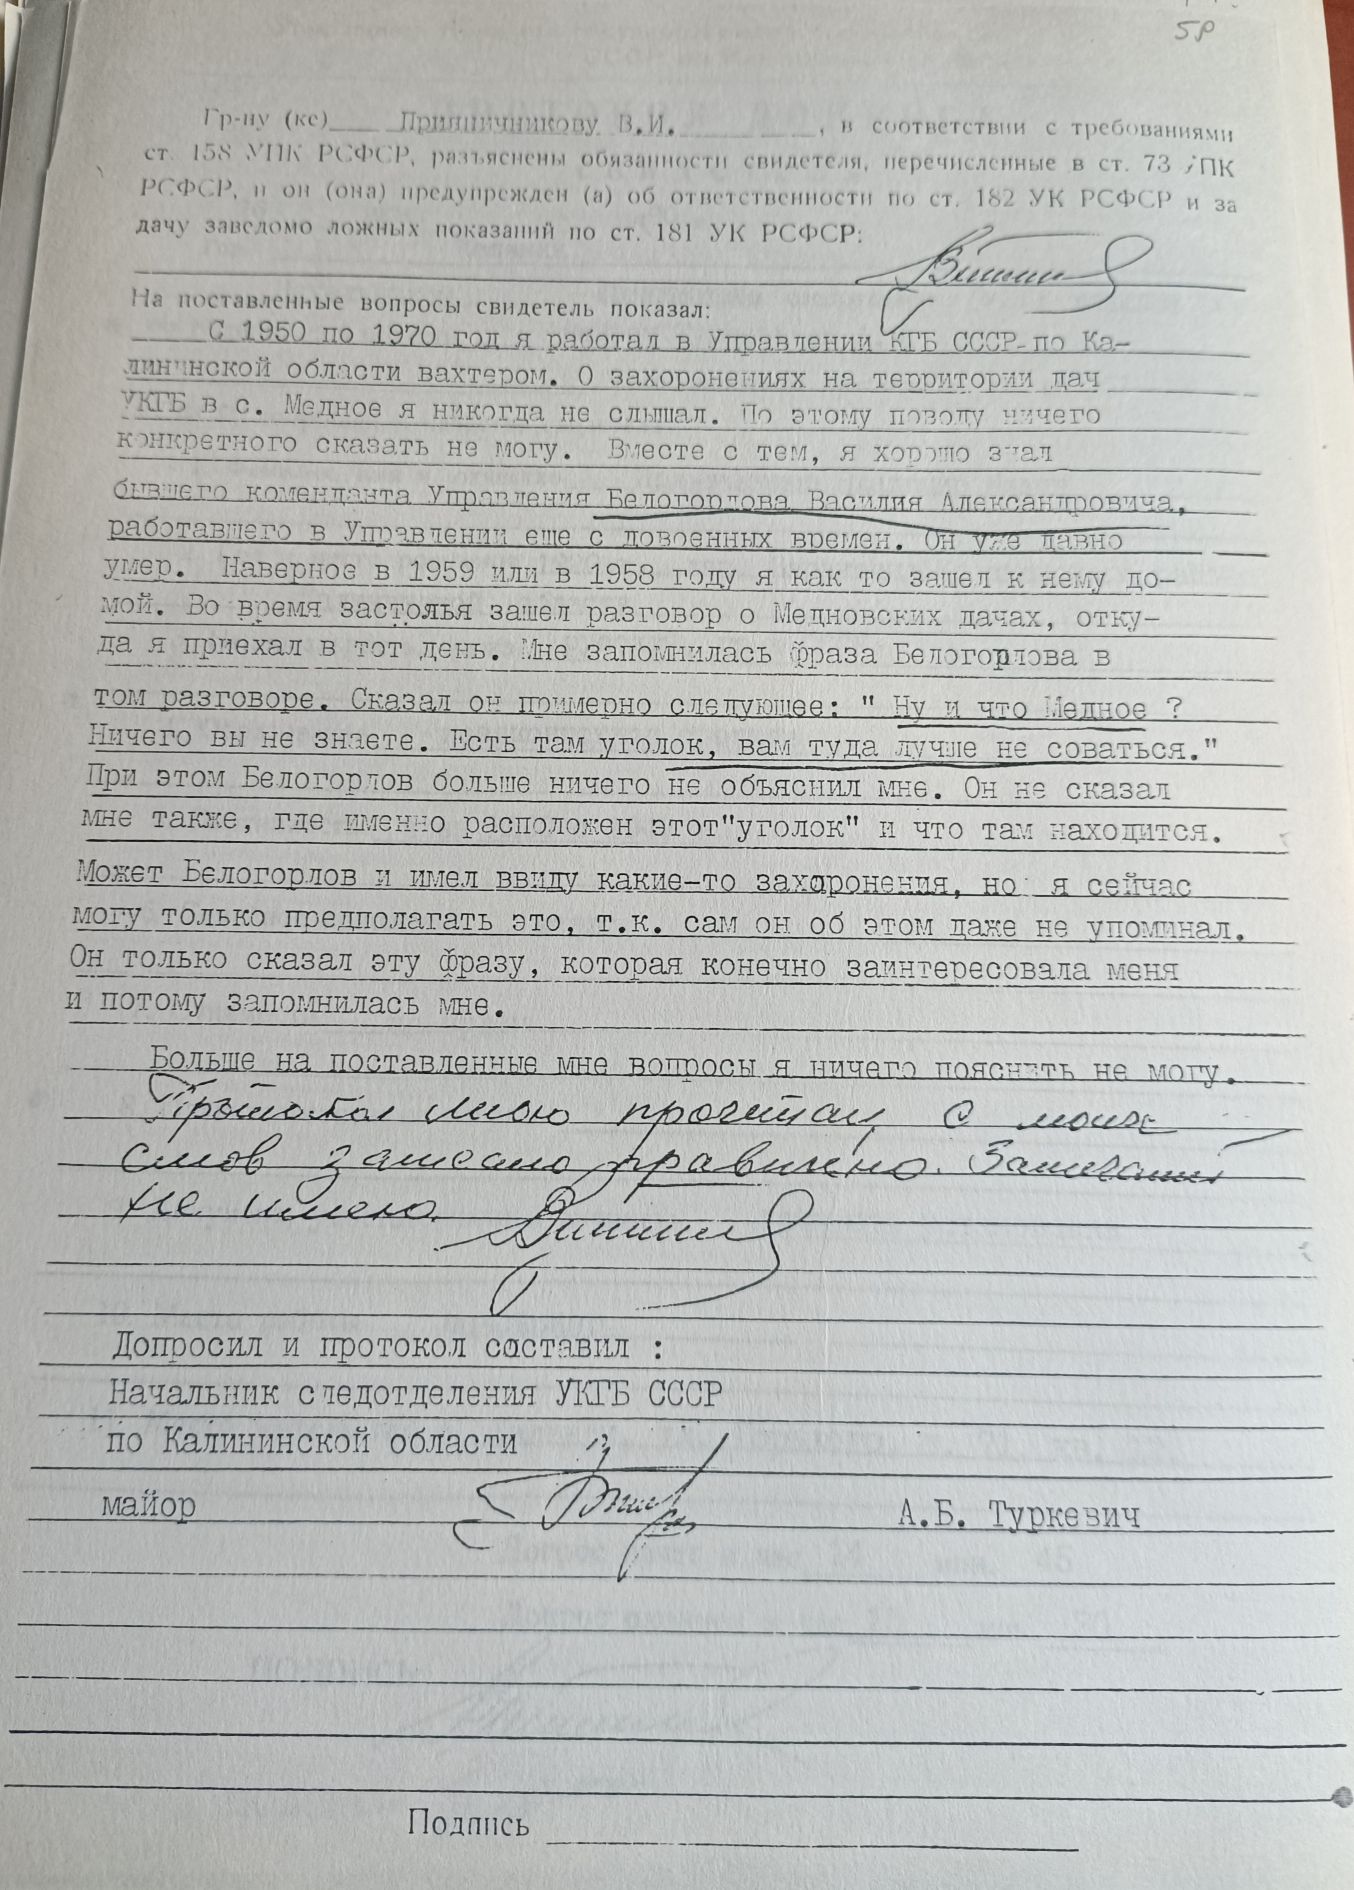 58
Гр-ну (ке) Принцичникову В.И. , в соответствии с требованиями
ст. 158 УПК РСФСР, разъяснены обязанности свидетеля, перечисленные в ст. 73 УПК
РСФСР, и он (она) предупрежден (а) об ответственности по ст. 182 УК РСФСР и за
дачу заведомо ложных показаний по ст. 181 УК РСФСР:
На поставленные вопросы свидетель показал:
С 1950 по 1970 год я работал в Управлении КГБ СССР по Ка-
лининской области вахтером. О захоронениях на территории дач
УКГБ в с. Медное я никогда не слышал. По этому поводу ничего
конкретного сказать не могу. Вместе с тем, я хорошо знал
бывшего коменданта Управления Белогорлова Василия Александровича,
работавшего в Управлении еще с довоенных времен. Он уже давно
умер. Наверное в 1959 или в 1958 году я как то зашел к нему до-
мой. Во время застолья зашел разговор о Медновских дачах, отку-
да я приехал в тот день. Мне запомнилась фраза Белогорлова в
том разговоре. Сказал он примерно следующее: " Ну и что Медное ?
Ничего вы не знаете. Есть там уголок, вам туда лучше не соваться."
При этом Белогорлов больше ничего не объяснил мне. Он не сказал
мне также, где именно расположен этот"уголок" и что там находится.
Может Белогорлов и имел ввиду какие-то захоронения, но я сейчас
могу только предполагать это, т.к. сам он об этом даже не упоминал.
Он только сказал эту фразу, которая конечно заинтересовала меня
и потому запомнилась мне.
Больше на поставленные мне вопросы я ничего пояснить не могу.
Протокол мною прочитан, с моих
слов записано правильно. Замечаний
не имею.
Допросил и протокол составил :
Начальник следотделения УКГБ СССР
по Калининской области
майор А.Б. Туркевич
Подпись